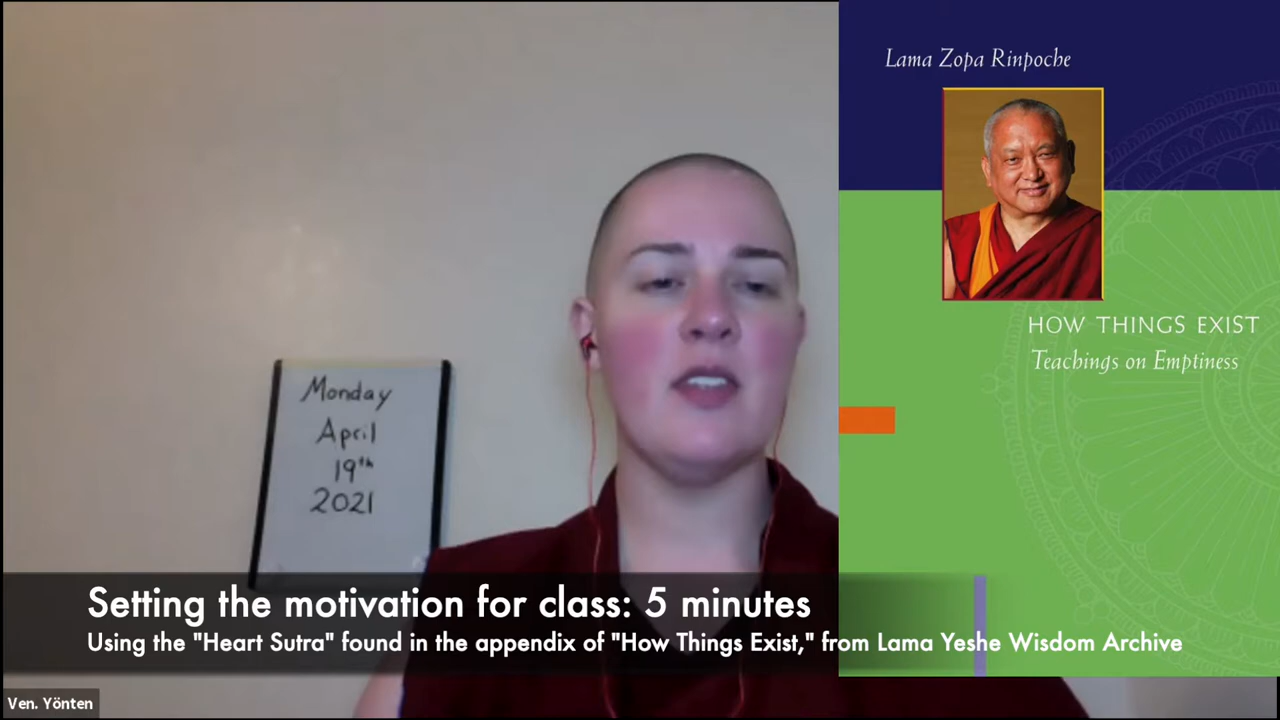 Lama Zopa Rinpoche
HOW THINGS EXIST
Teachings on Emptiness
Monday
April
19th
2021
Setting the motivation for class: 5 minutes
Using the "Heart Sutra" found in the appendix of "How Things Exist," from Lama Yeshe Wisdom Archive
Ven. Yönten